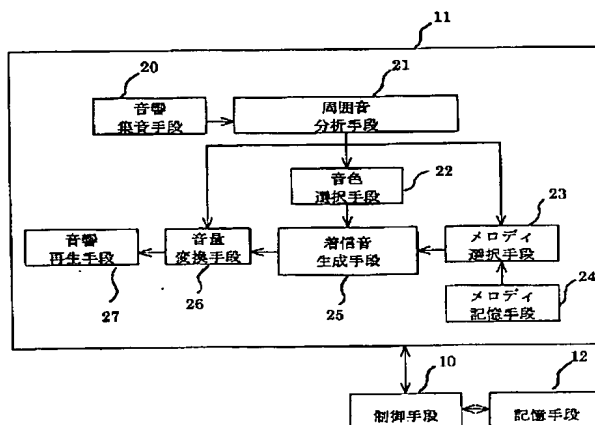 11
20
21
音響
集音手段
周囲音
分析手段
音色
選択手段
22
23
音響
再生手段
音量
変換手段
着信音
生成手段
メロディ
選択手段
27
26
25
メロディ
記憶手段
24
10
12
制御手段
記憶手段